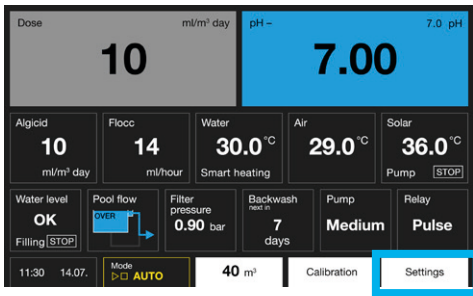 Dose ml/m³ day
10
pH – 7.0 pH
7.00
Algicid
10
ml/m³ day
Flocc
14
ml/hour
Water
30.0°C
Smart heating
Air
29.0°C
Solar
36.0°C
Pump STOP
Water level
OK
Filling STOP
Pool flow
OVER
Filter
pressure
0.90 bar
Backwash
next in
7
days
Pump
Medium
Relay
Pulse
11:30 14.07.
Mode
AUTO
40 m³
Calibration
Settings